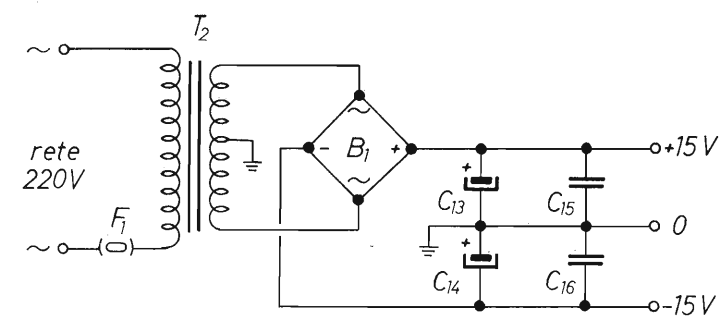 T2
~
rete
220V
F1
~
~
- B1 +
~
+15V
+
C13
C15
0
+
C14
C16
-15V